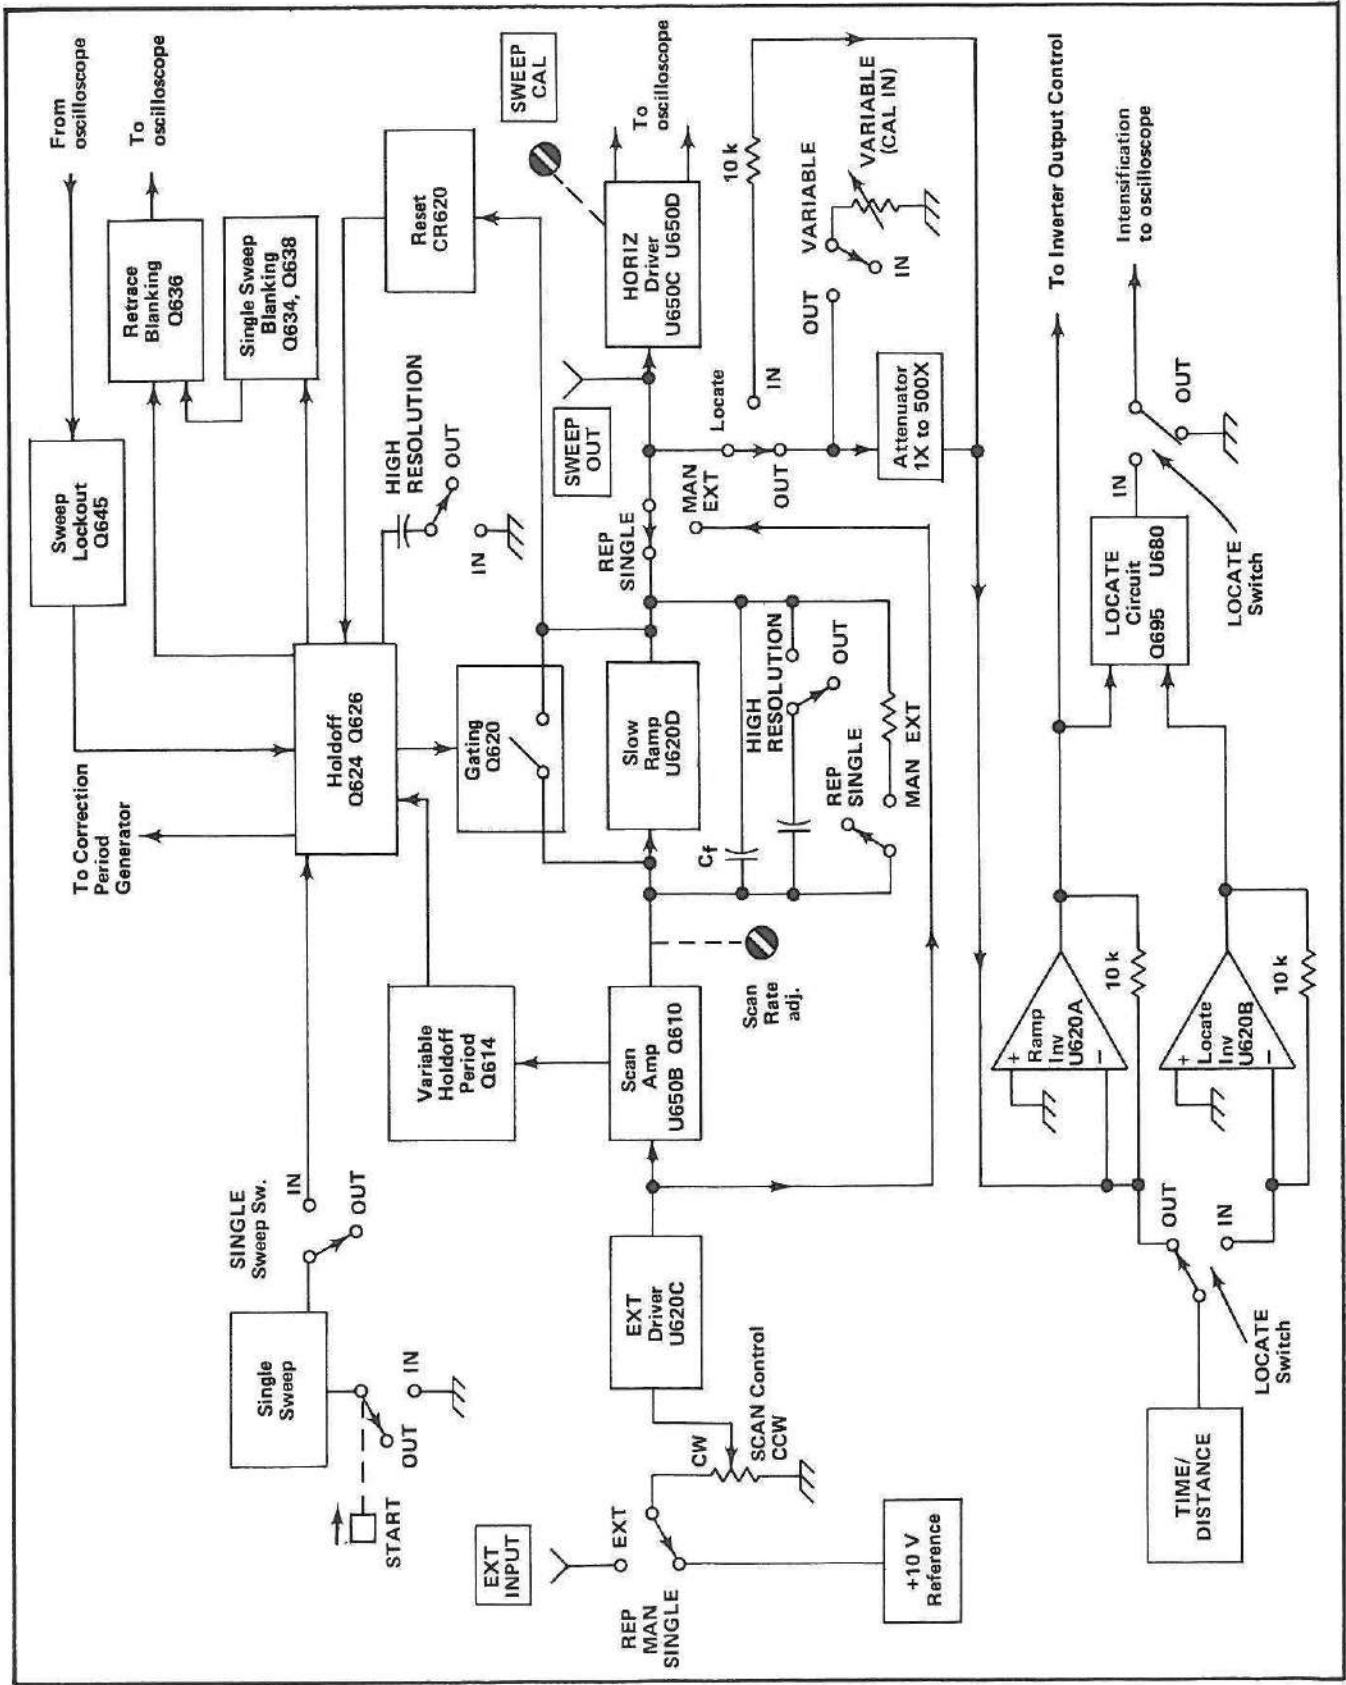 From
oscilloscope
To
oscilloscope
Sweep
Lockout
Q645
Retrace
Blanking
Q636
Single Sweep
Blanking
Q634, Q638
Reset
CR620
SWEEP
CAL
To
oscilloscope
HORIZ
Driver
U650C U650D
SWEEP
OUT
HIGH
RESOLUTION
OUT
IN
To Correction
Period
Generator
Holdoff
Q624 Q626
Gating
Q620
Slow
Ramp
U620D
REP
SINGLE
MAN
EXT
Locate
IN
OUT
10 k
VARIABLE
OUT
IN
VARIABLE
(CAL IN)
Attenuator
1X to 500X
Cf
HIGH
RESOLUTION
OUT
REP
SINGLE
MAN EXT
Variable
Holdoff
Period
Q614
Scan
Amp
U650B Q610
Scan
Rate
adj.
SINGLE
Sweep Sw.
IN
OUT
Single
Sweep
OUT
IN
START
EXT
Driver
U620C
EXT
INPUT
EXT
REP
MAN
SINGLE
CW
SCAN Control
CCW
+10 V
Reference
TIME/
DISTANCE
LOCATE
Switch
OUT
IN
+
Ramp
Inv
U620A
−
10 k
+
Locate
Inv
U620B
−
10 k
LOCATE
Circuit
Q695 U680
IN
OUT
LOCATE
Switch
To Inverter Output Control
Intensification
to oscilloscope